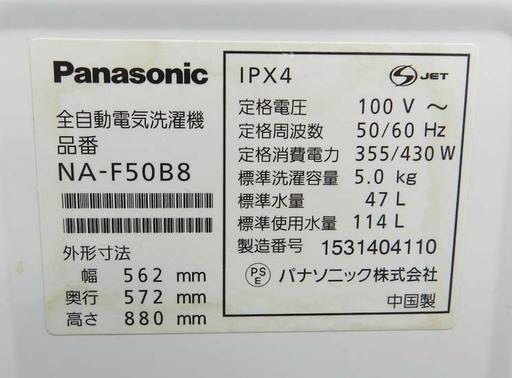 Panasonic
全自動電気洗濯機
品番
NA-F50B8
外形寸法
幅 562 mm
奥行 572 mm
高さ 880 mm
IPX4
S JET
定格電圧 100 V ～
定格周波数 50/60 Hz
定格消費電力 355/430 W
標準洗濯容量 5.0 kg
標準水量 47 L
標準使用水量 114 L
製造番号 1531404110
PSE パナソニック株式会社
中国製